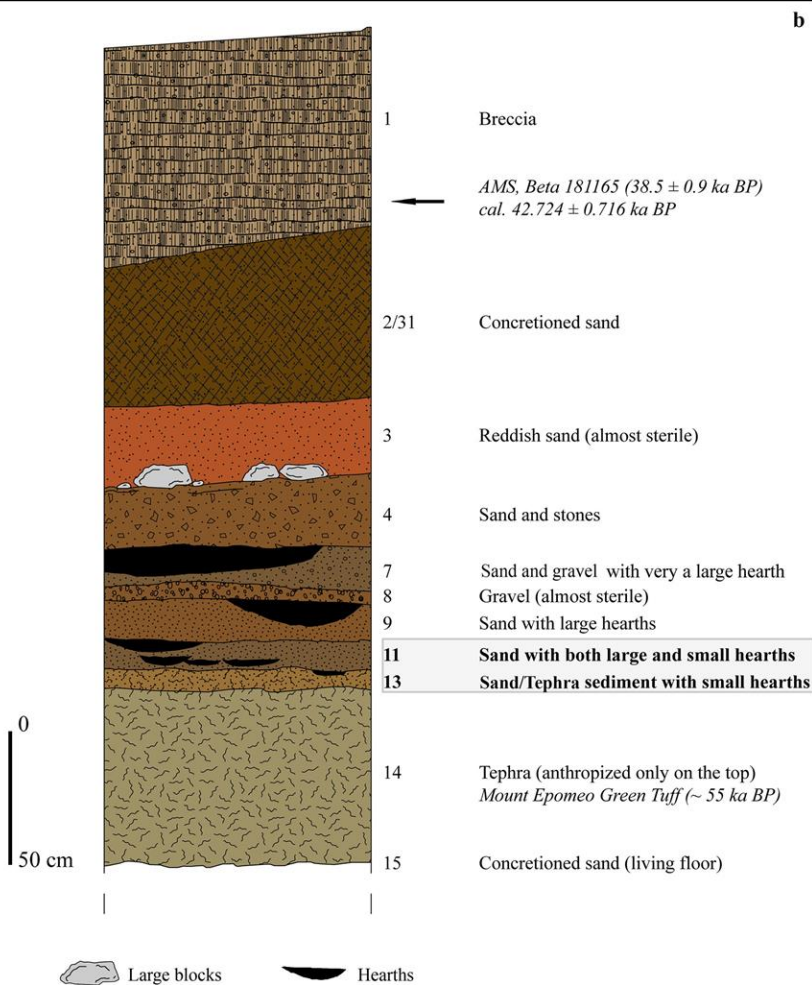 b
1 Breccia
AMS, Beta 181165 (38.5 ± 0.9 ka BP)
cal. 42.724 ± 0.716 ka BP
2/31 Concretioned sand
3 Reddish sand (almost sterile)
4 Sand and stones
7 Sand and gravel with very a large hearth
8 Gravel (almost sterile)
9 Sand with large hearths
11 Sand with both large and small hearths
13 Sand/Tephra sediment with small hearths
0
14 Tephra (anthropized only on the top)
Mount Epomeo Green Tuff (~ 55 ka BP)
50 cm
15 Concretioned sand (living floor)
Large blocks
Hearths